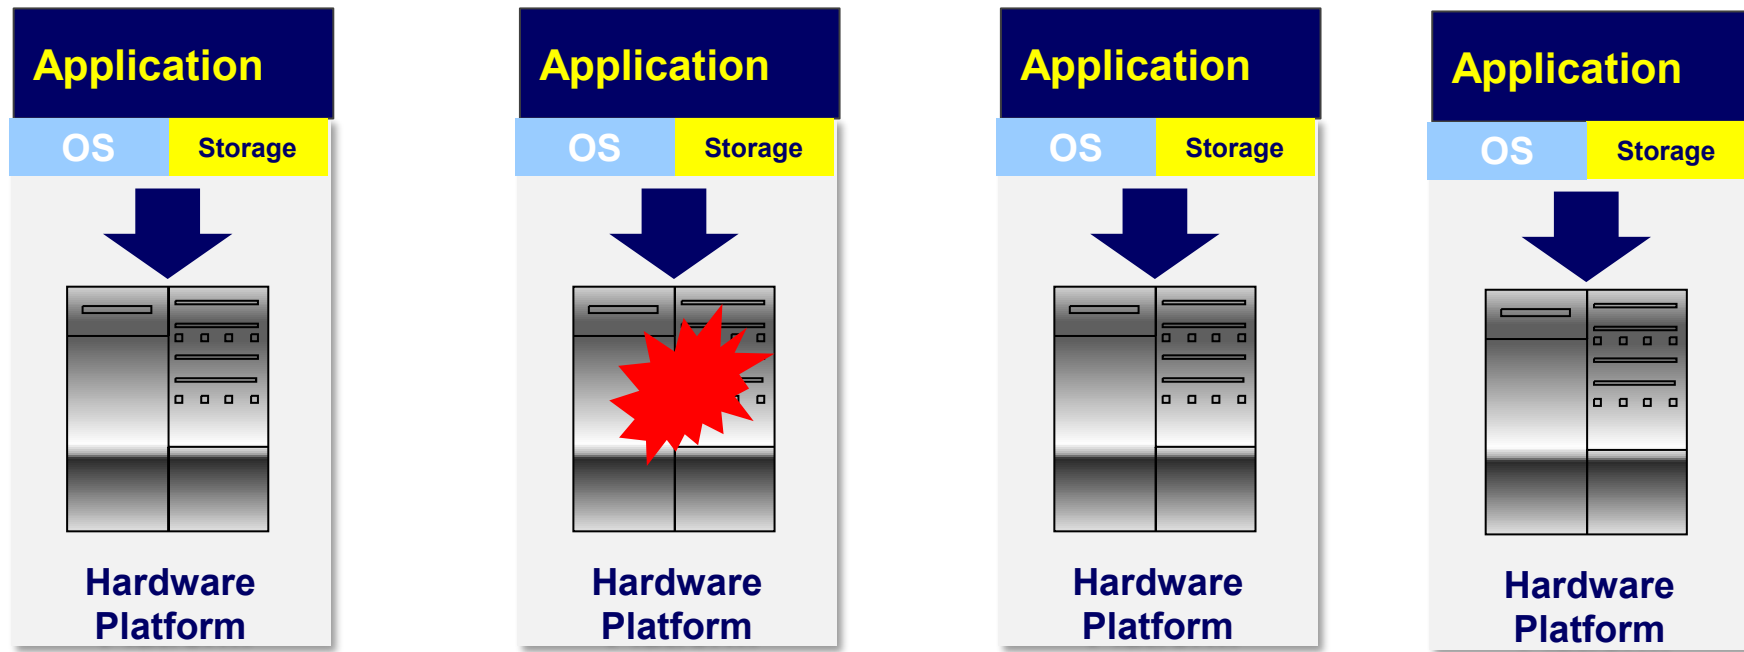 Application
OS Storage
Hardware
Platform
Application
OS Storage
Hardware
Platform
Application
OS Storage
Hardware
Platform
Application
OS Storage
Hardware
Platform